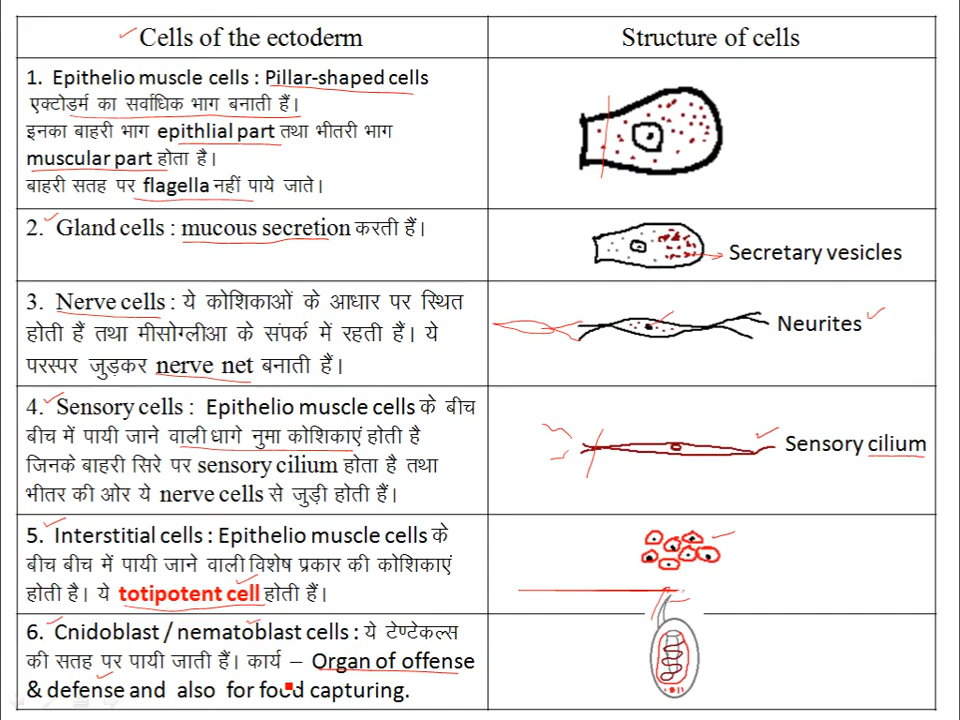 Cells of the ectoderm
Structure of cells
1. Epithelio muscle cells : Pillar-shaped cells
एक्टोडर्म का सर्वाधिक भाग बनाती हैं।
इनका बाहरी भाग epithlial part तथा भीतरी भाग
muscular part होता है।
बाहरी सतह पर flagella नहीं पाये जाते।
2. Gland cells : mucous secretion करती हैं।
Secretary vesicles
3. Nerve cells : ये कोशिकाओं के आधार पर स्थित
होती हैं तथा मीसोग्लीआ के संपर्क में रहती हैं। ये
परस्पर जुड़कर nerve net बनाती हैं।
Neurites
4. Sensory cells : Epithelio muscle cells के बीच
बीच में पायी जाने वाली धागे नुमा कोशिकाएं होती है
जिनके बाहरी सिरे पर sensory cilium होता है तथा
भीतर की ओर ये nerve cells से जुड़ी होती हैं।
Sensory cilium
5. Interstitial cells : Epithelio muscle cells के
बीच बीच में पायी जाने वाली विशेष प्रकार की कोशिकाएं
होती है। ये totipotent cell होती हैं।
6. Cnidoblast / nematoblast cells : ये टेण्टेकल्स
की सतह पर पायी जाती हैं। कार्य – Organ of offense
& defense and also for food capturing.